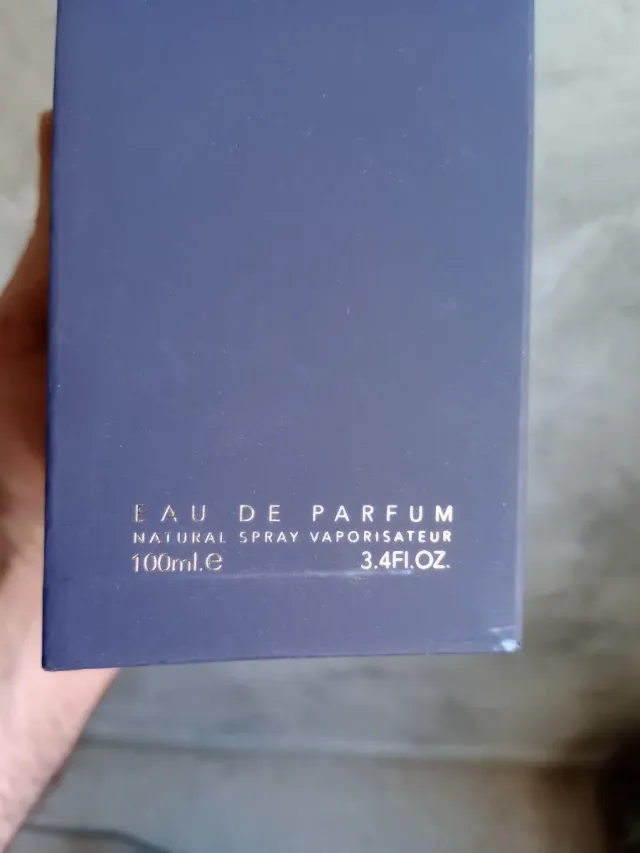 EAU DE PARFUM
NATURAL SPRAY VAPORISATEUR
100ml.e 3.4Fl.OZ.